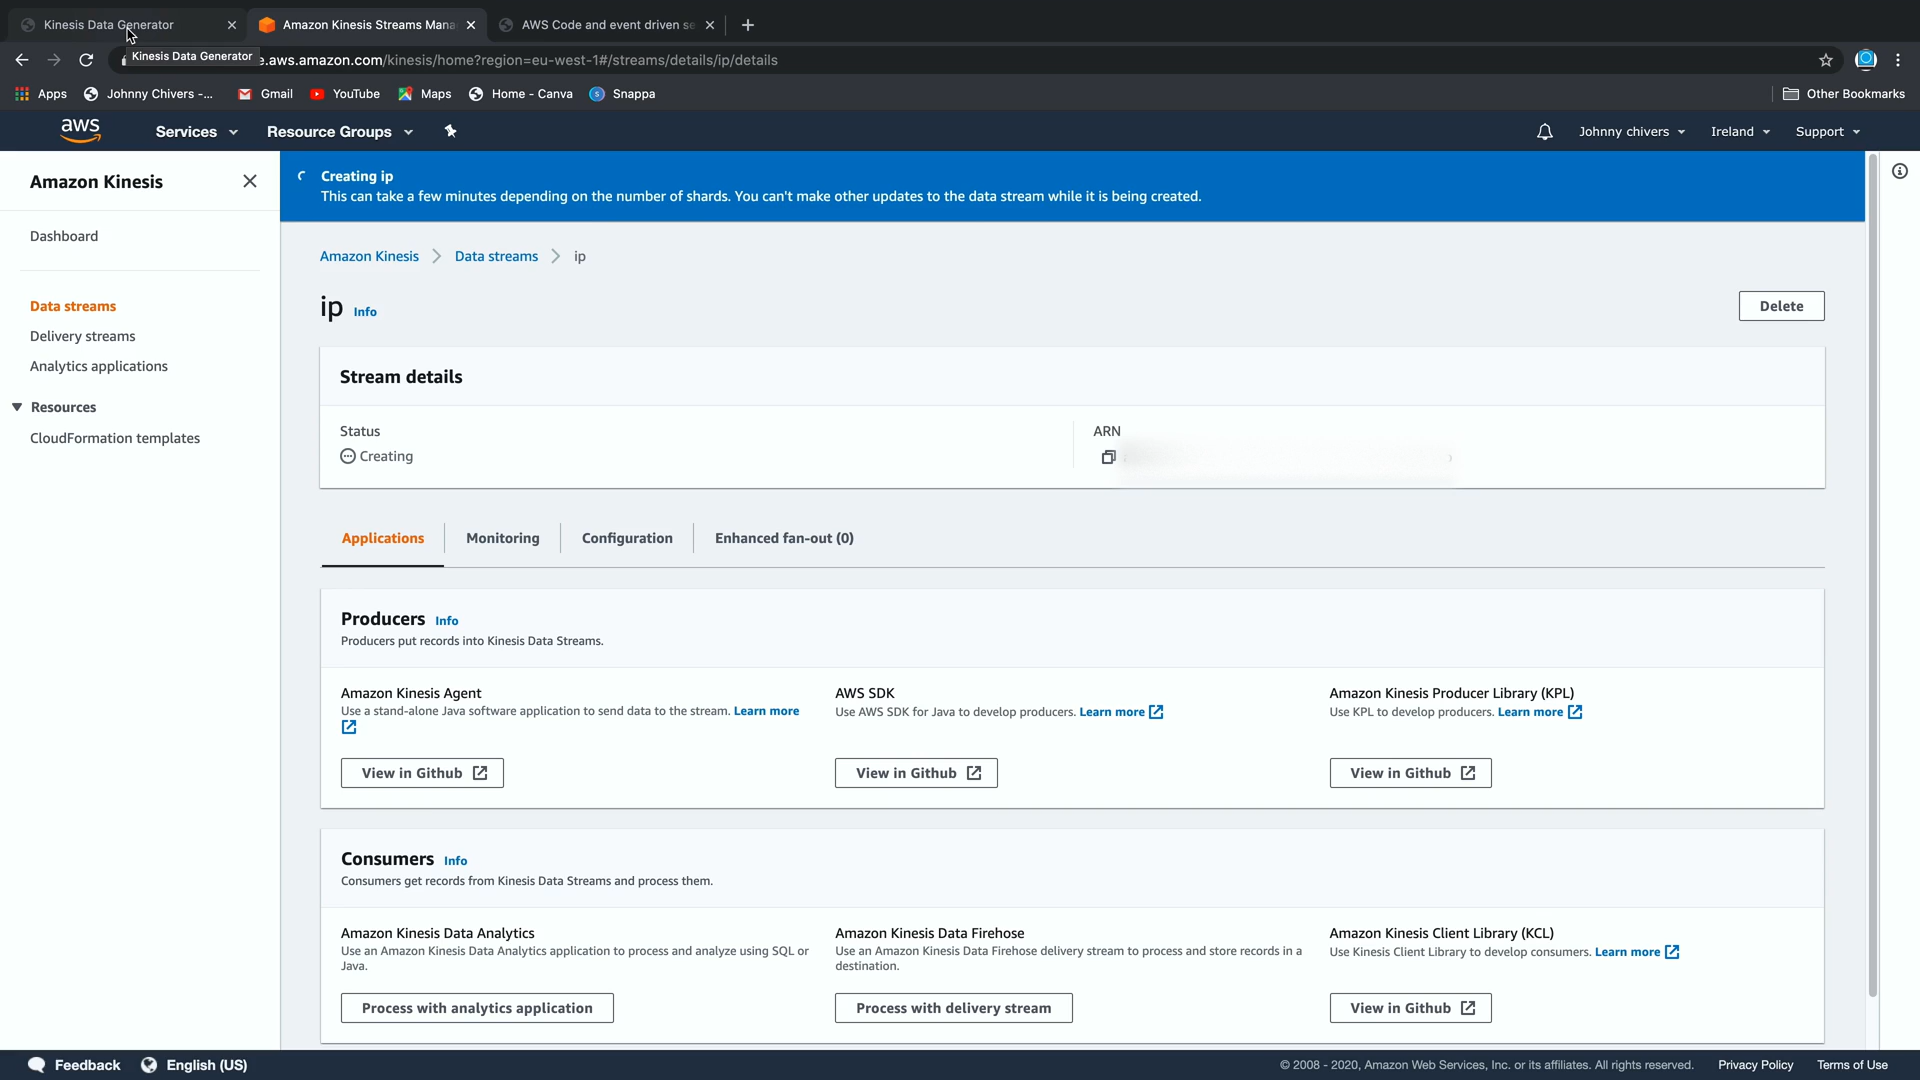 Kinesis Data Generator
Amazon Kinesis Streams Mana
AWS Code and event driven se
Kinesis Data Generator
e.aws.amazon.com/kinesis/home?region=eu-west-1#/streams/details/ip/details
Apps
Johnny Chivers -...
Gmail
YouTube
Maps
Home - Canva
Snappa
Other Bookmarks
aws
Services
Resource Groups
Johnny chivers
Ireland
Support
Amazon Kinesis
Dashboard
Data streams
Delivery streams
Analytics applications
Resources
CloudFormation templates
Creating ip
This can take a few minutes depending on the number of shards. You can't make other updates to the data stream while it is being created.
Amazon Kinesis
Data streams
ip
ip Info
Delete
Stream details
Status
Creating
ARN
Applications
Monitoring
Configuration
Enhanced fan-out (0)
Producers Info
Producers put records into Kinesis Data Streams.
Amazon Kinesis Agent
Use a stand-alone Java software application to send data to the stream. Learn more
View in Github
AWS SDK
Use AWS SDK for Java to develop producers. Learn more
View in Github
Amazon Kinesis Producer Library (KPL)
Use KPL to develop producers. Learn more
View in Github
Consumers Info
Consumers get records from Kinesis Data Streams and process them.
Amazon Kinesis Data Analytics
Use an Amazon Kinesis Data Analytics application to process and analyze using SQL or
Java.
Process with analytics application
Amazon Kinesis Data Firehose
Use an Amazon Kinesis Data Firehose delivery stream to process and store records in a
destination.
Process with delivery stream
Amazon Kinesis Client Library (KCL)
Use Kinesis Client Library to develop consumers. Learn more
View in Github
Feedback
English (US)
© 2008 - 2020, Amazon Web Services, Inc. or its affiliates. All rights reserved.
Privacy Policy
Terms of Use